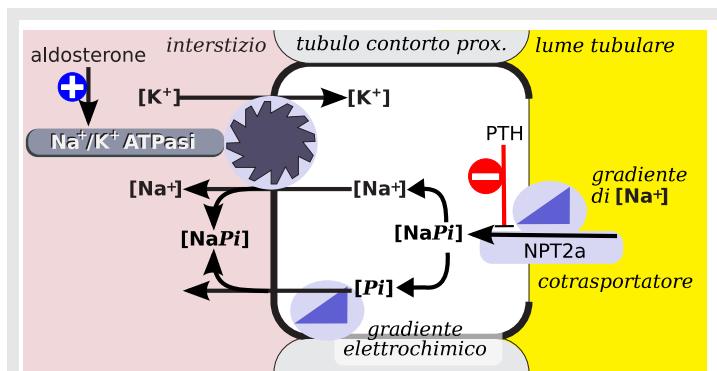 interstizio
tubulo contorto prox.
lume tubulare
aldosterone
[K+]
[K+]
Na+/K+ ATPasi
PTH
gradiente
di [Na+]
[Na+]
[Na+]
[NaPi]
[NaPi]
NPT2a
cotrasportatore
[Pi]
gradiente
elettrochimico